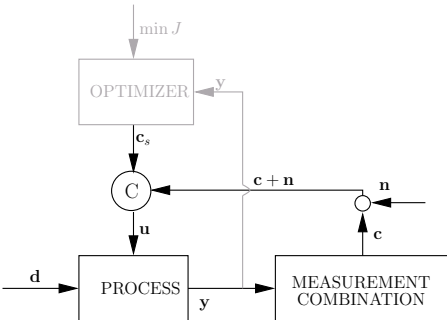 min J
OPTIMIZER
y
c_s
C
c + n
n
u
c
d
PROCESS
y
MEASUREMENT
COMBINATION